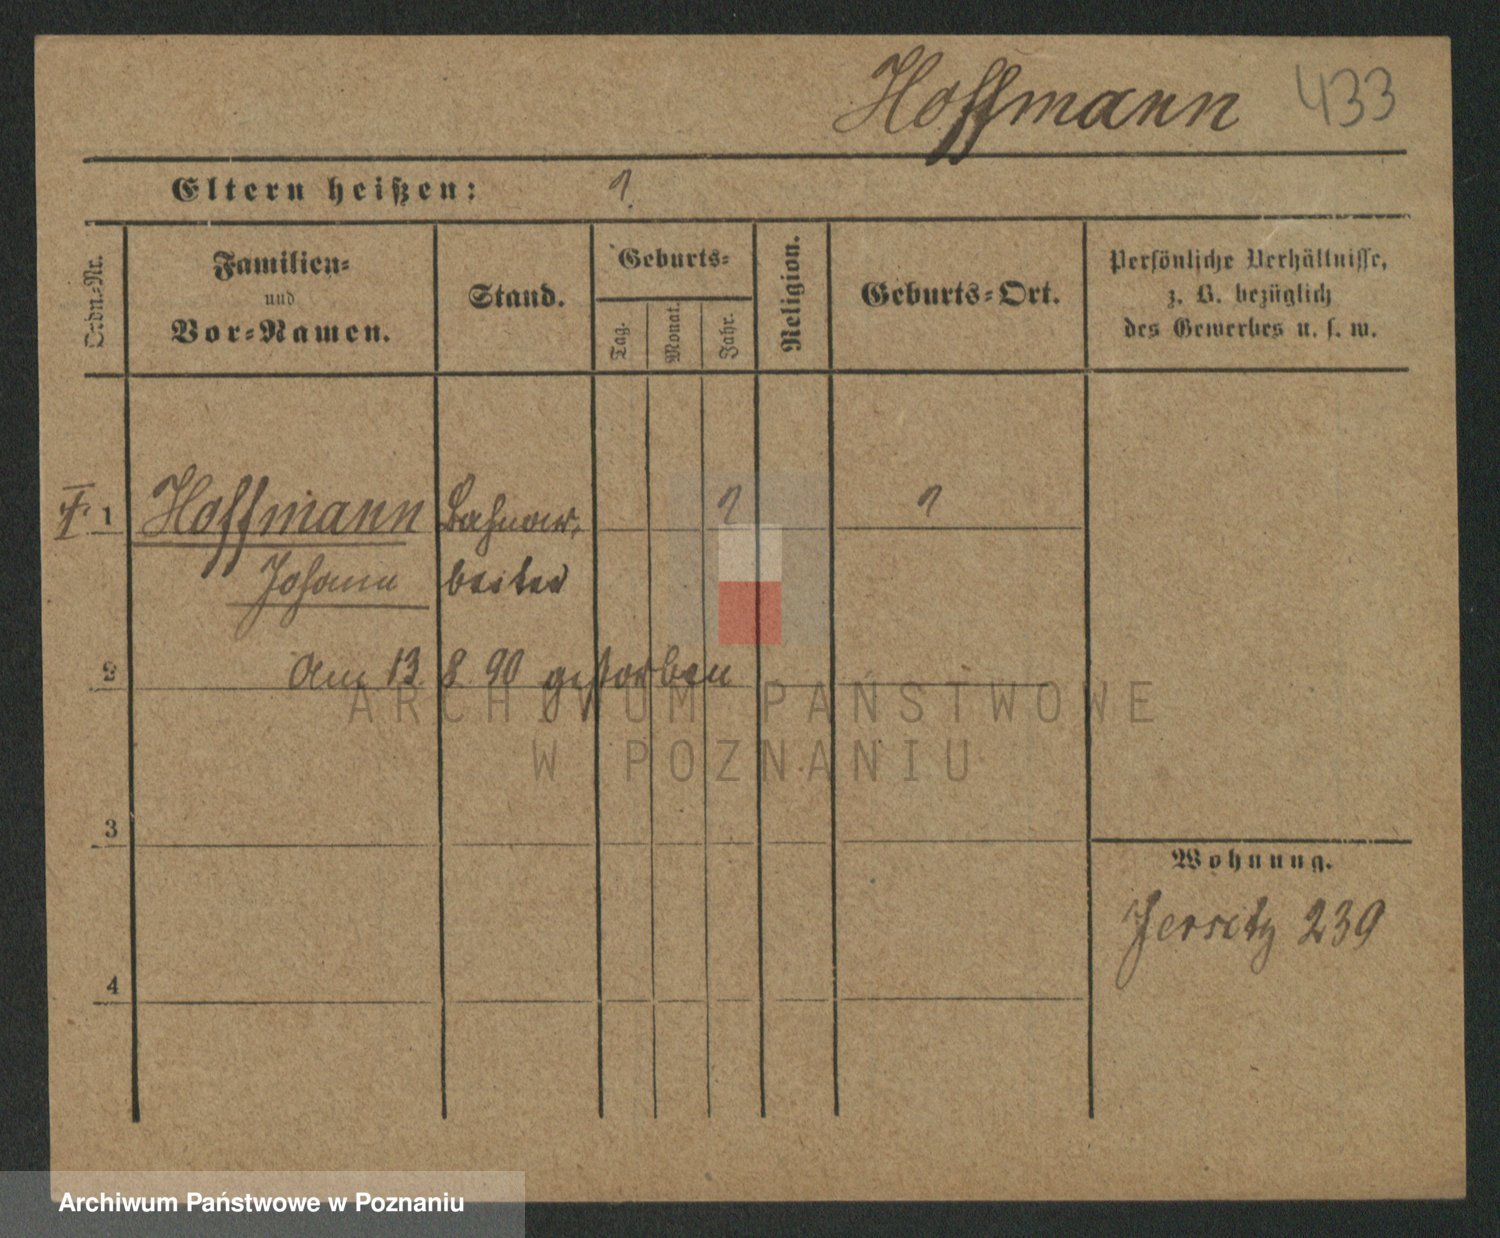 Hoffmann 433
Eltern heißen: ?
Ordn.-Nr.
Familien-
und
Vor-Namen.
Stand.
Geburts-
Tag.
Monat.
Jahr.
Religion.
Geburts-Ort.
Persönliche Verhältnisse,
z. B. bezüglich
des Gewerbes u. s. w.
1 Hoffmann Bahnar- ? ?
Johann beiter
2 Am 13. 8. 90 gestorben
ARCHIWUM PAŃSTWOWE
W POZNANIU
3
Wohnung.
Jersitz 239
4
Archiwum Państwowe w Poznaniu